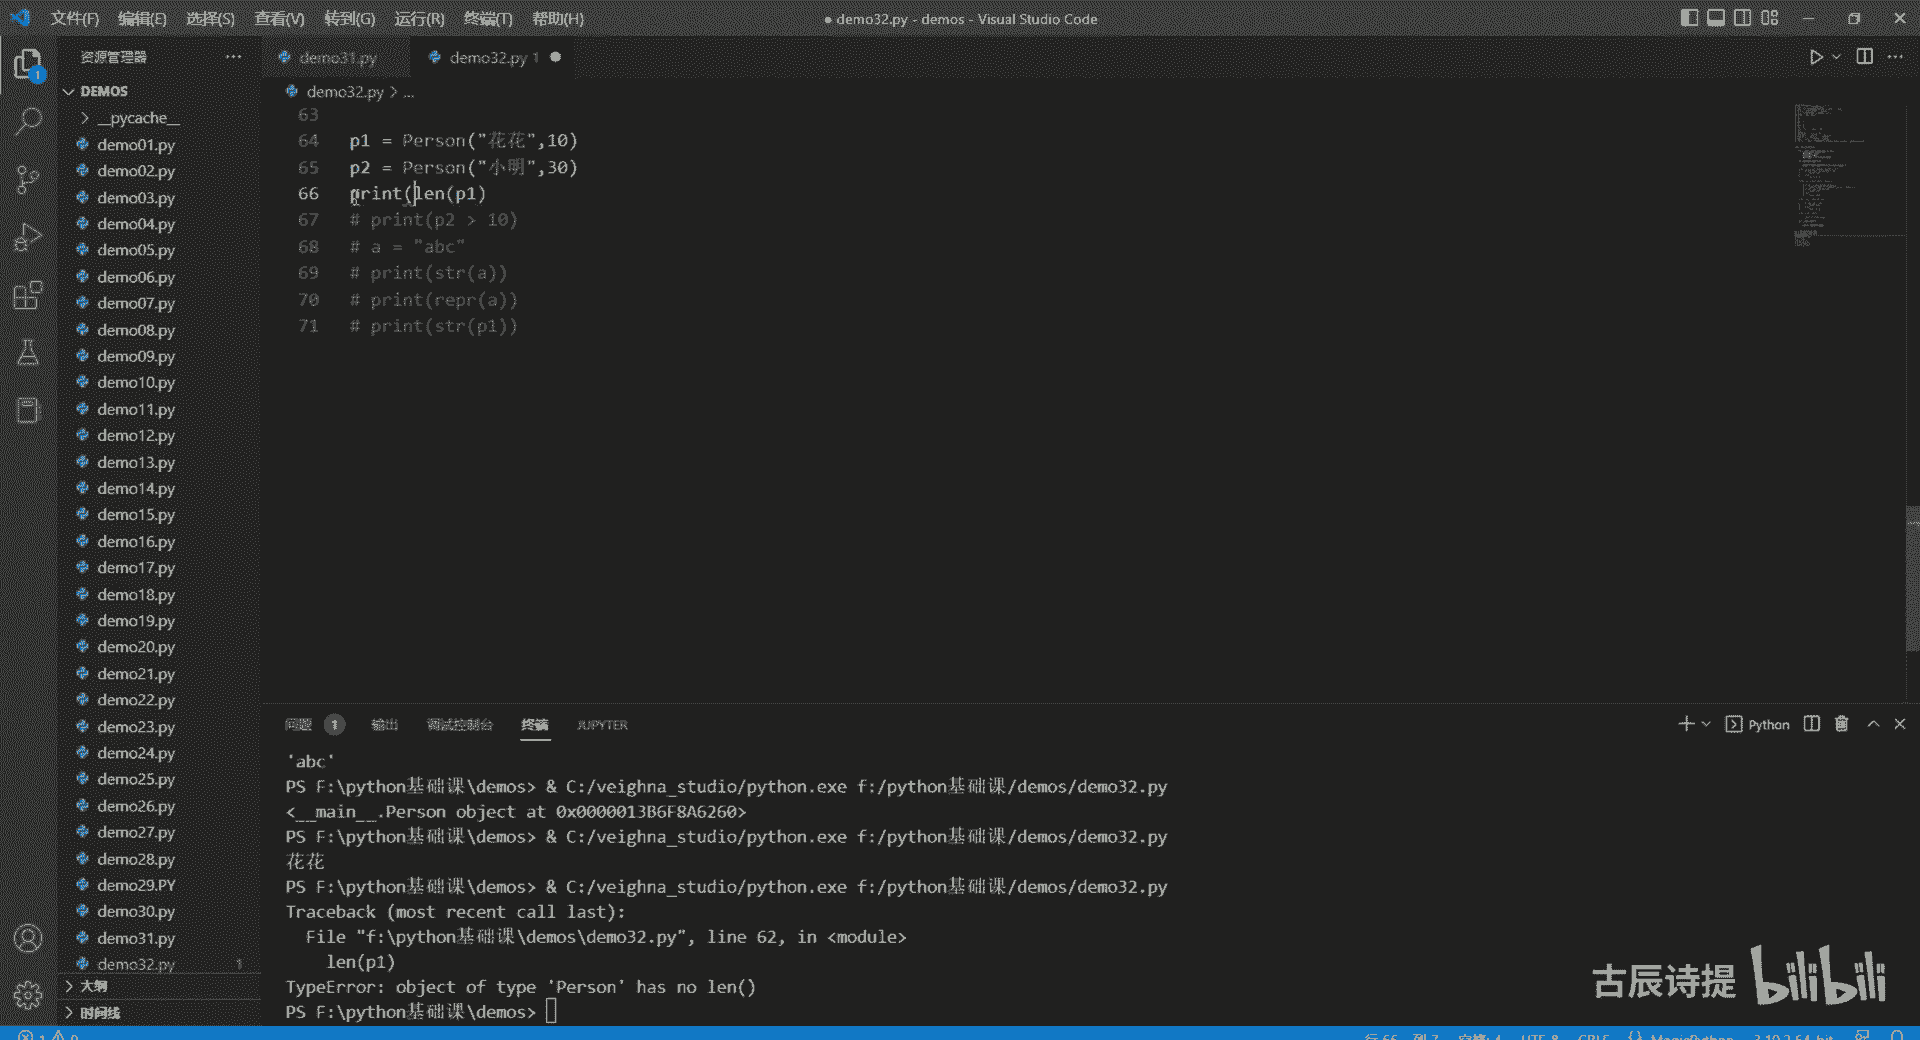 文件(F) 编辑(E) 选择(S) 查看(V) 转到(G) 运行(R) 终端(T) 帮助(H)
● demo32.py - demos - Visual Studio Code
资源管理器
demo31.py
demo32.py 1
DEMOS
demo32.py > ...
1
__pycache__
demo01.py
demo02.py
demo03.py
demo04.py
demo05.py
demo06.py
demo07.py
demo08.py
demo09.py
demo10.py
demo11.py
demo12.py
demo13.py
demo14.py
demo15.py
demo16.py
demo17.py
demo18.py
demo19.py
demo20.py
demo21.py
demo22.py
demo23.py
demo24.py
demo25.py
demo26.py
demo27.py
demo28.py
demo29.PY
demo30.py
demo31.py
demo32.py 1
大纲
时间线
63
64 p1 = Person("花花",10)
65 p2 = Person("小明",30)
66 print(len(p1)
67 # print(p2 > 10)
68 # a = "abc"
69 # print(str(a))
70 # print(repr(a))
71 # print(str(p1))
问题 1 输出 调试控制台 终端 JUPYTER
Python
'abc'
PS F:\python基础课\demos> & C:/veighna_studio/python.exe f:/python基础课/demos/demo32.py
<__main__.Person object at 0x0000013B6F8A6260>
PS F:\python基础课\demos> & C:/veighna_studio/python.exe f:/python基础课/demos/demo32.py
花花
PS F:\python基础课\demos> & C:/veighna_studio/python.exe f:/python基础课/demos/demo32.py
Traceback (most recent call last):
File "f:\python基础课\demos\demo32.py", line 62, in <module>
len(p1)
TypeError: object of type 'Person' has no len()
PS F:\python基础课\demos>
古辰诗提 bilibili